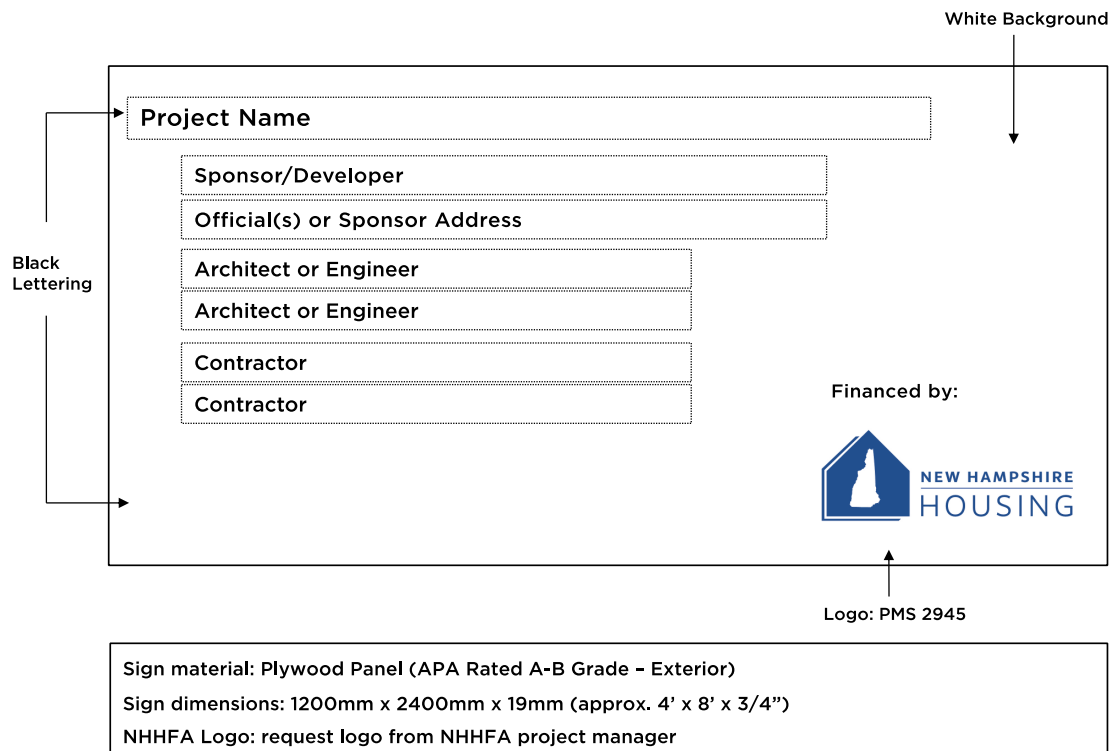 White Background
Project Name
Sponsor/Developer
Official(s) or Sponsor Address
Black
Lettering
Architect or Engineer
Architect or Engineer
Contractor
Contractor
Financed by:
NEW HAMPSHIRE
HOUSING
Logo: PMS 2945
Sign material: Plywood Panel (APA Rated A-B Grade – Exterior)
Sign dimensions: 1200mm x 2400mm x 19mm (approx. 4’ x 8’ x 3/4”)
NHHFA Logo: request logo from NHHFA project manager